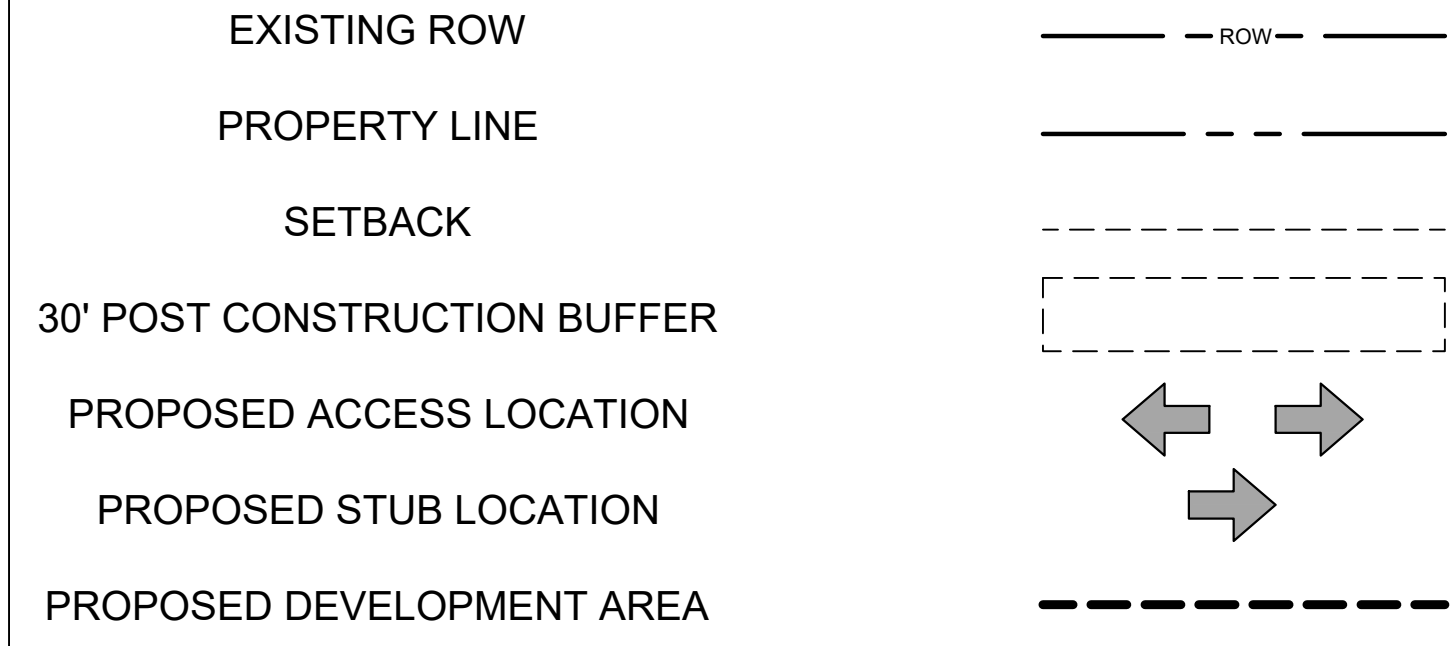 EXISTING ROW
ROW
PROPERTY LINE
SETBACK
30' POST CONSTRUCTION BUFFER
PROPOSED ACCESS LOCATION
PROPOSED STUB LOCATION
PROPOSED DEVELOPMENT AREA